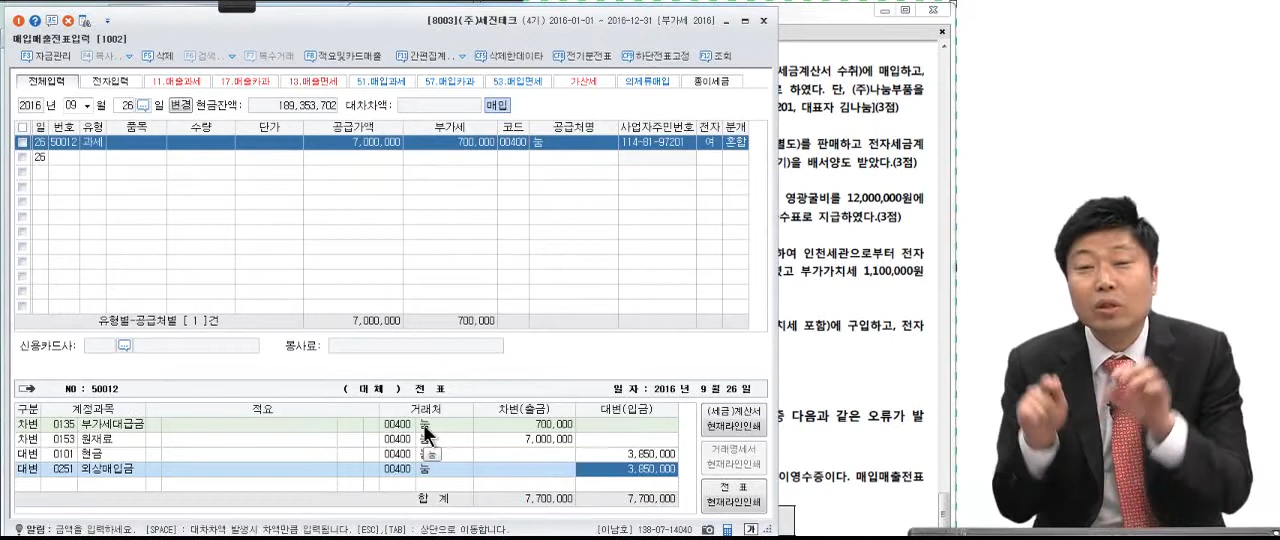 [8003](주)세진테크 (4기) 2016-01-01 ~ 2016-12-31 [부가세 2016]
매입매출전표입력 [1002]
F3 자금관리 F4 복사.. F5 삭제 F6 검색.. F7 복수거래 F8 적요및카드매출 F11 간편집계.. CF5 삭제한데이타 CF8 전기분전표 CF9 하단전표고정 F12 조회
전체입력 전자입력 11.매출과세 17.매출카과 13.매출면세 51.매입과세 57.매입카과 53.매입면세 가산세 의제류매입 종이세금
2016 년 09 월 26 일 변경 현금잔액: 189,353,702 대차차액: 매입
일 번호 유형 품목 수량 단가 공급가액 부가세 코드 공급처명 사업자주민번호 전자 분개
26 50012 과세 7,000,000 700,000 00400 눔 114-81-97201 여 혼합
26
유형별-공급처별 [ 1 ]건 7,000,000 700,000
신용카드사: 봉사료:
NO : 50012 ( 대 체 ) 전 표 일 자 : 2016 년 9 월 26 일
구분 계정과목 적요 거래처 차변(출금) 대변(입금)
차변 0135 부가세대급금 00400 눔 700,000
차변 0153 원재료 00400 7,000,000
대변 0101 현금 00400 눔 3,850,000
대변 0251 외상매입금 00400 눔 3,850,000
합 계 7,700,000 7,700,000
(세금)계산서
현재라인인쇄
거래명세서
현재라인인쇄
전 표
현재라인인쇄
알림: 금액을 입력하세요. [SPACE] : 대차차액 발생시 차액만큼 입력됩니다. [ESC],[TAB] : 상단으로 이동합니다. [이남호] 138-07-14040 가
세금계산서 수취)에 매입하고,
하였다. 단, (주)나눔부품을
201, 대표자 김나눔)(3점)
별도)를 판매하고 전자세금계
기)을 배서양도 받았다.(3점)
영광굴비를 12,000,000원에
수표로 지급하였다.(3점)
하여 인천세관으로부터 전자
였고 부가가치세 1,100,000원
치세 포함)에 구입하고, 전자
중 다음과 같은 오류가 발
이영수증이다. 매입매출전표